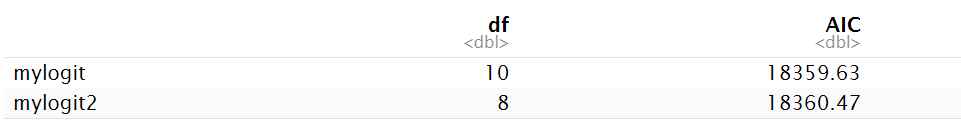 df AIC
<dbl> <dbl>
mylogit 10 18359.63
mylogit2 8 18360.47